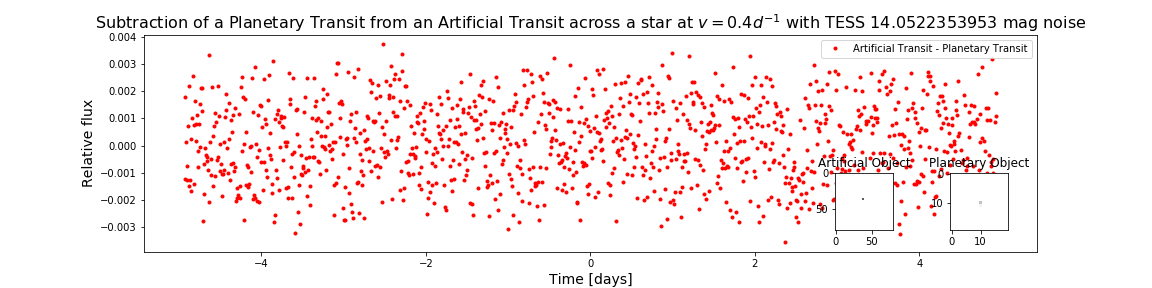 Subtraction of a Planetary Transit from an Artificial Transit across a star at v = 0.4d⁻¹ with TESS 14.0522353953 mag noise
Artificial Transit - Planetary Transit
Relative flux
0.004
0.003
0.002
0.001
0.000
−0.001
−0.002
−0.003
Artificial Object
0
50
0 50
Planetary Object
0
10
0 10
−4 −2 0 2 4
Time [days]